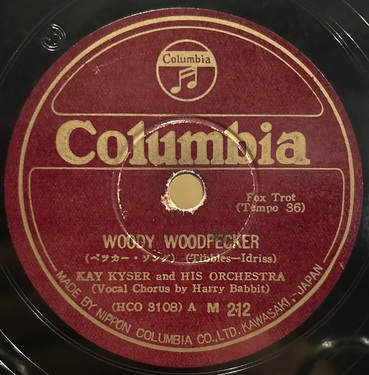 Columbia
Columbia
Fox Trot
(Tempo 36)
WOODY WOODPECKER
(ペッカー・ソング) (Tibbles—Idriss)
KAY KYSER and HIS ORCHESTRA
(Vocal Chorus by Harry Babbit)
(HCO 3108) A M 212
MADE BY NIPPON COLUMBIA CO., LTD. KAWASAKI - JAPAN